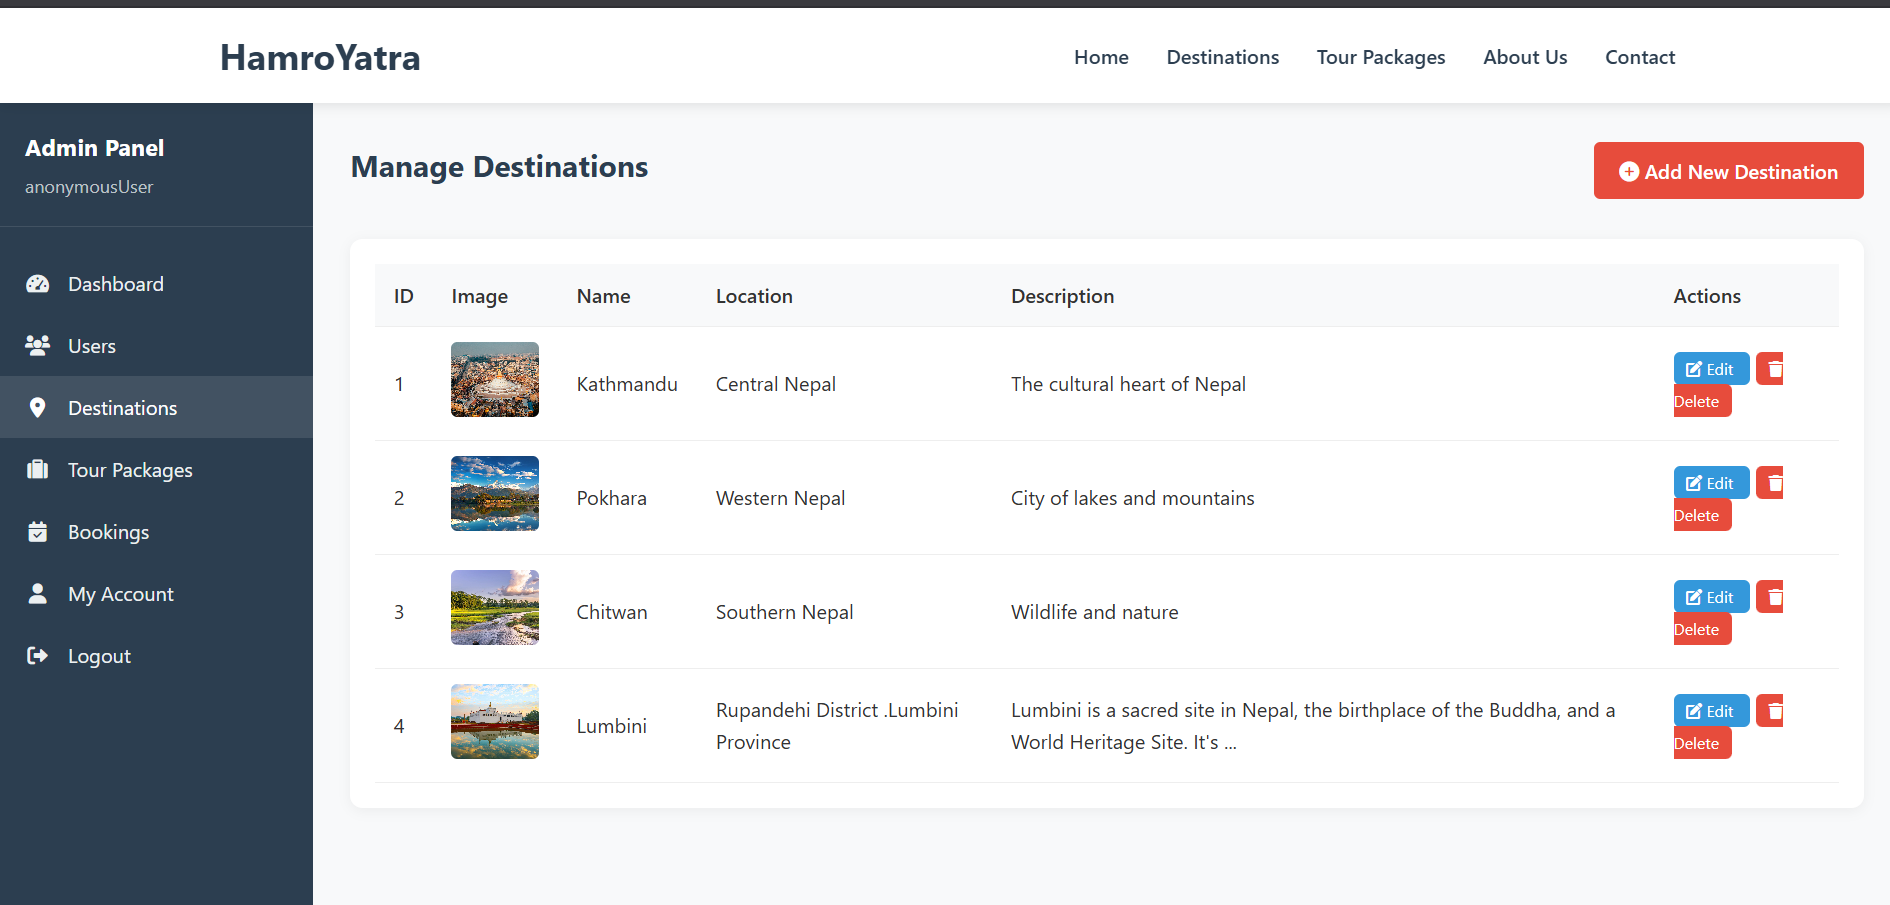 HamroYatra
Home Destinations Tour Packages About Us Contact
Admin Panel
anonymousUser
Dashboard
Users
Destinations
Tour Packages
Bookings
My Account
Logout
Manage Destinations
Add New Destination
ID Image Name Location Description Actions
1 Kathmandu Central Nepal The cultural heart of Nepal Edit
Delete
2 Pokhara Western Nepal City of lakes and mountains Edit
Delete
3 Chitwan Southern Nepal Wildlife and nature Edit
Delete
4 Lumbini Rupandehi District .Lumbini Lumbini is a sacred site in Nepal, the birthplace of the Buddha, and a Edit
Province World Heritage Site. It's ... Delete